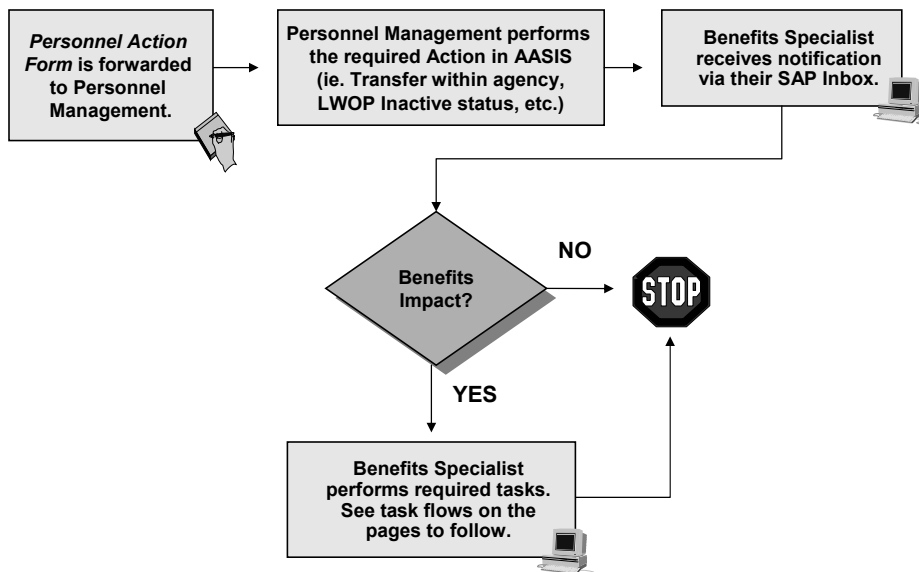 Personnel Action
Form is forwarded
to Personnel
Management.
Personnel Management performs
the required Action in AASIS
(ie. Transfer within agency,
LWOP Inactive status, etc.)
Benefits Specialist
receives notification
via their SAP Inbox.
Benefits
Impact?
NO
STOP
YES
Benefits Specialist
performs required tasks.
See task flows on the
pages to follow.